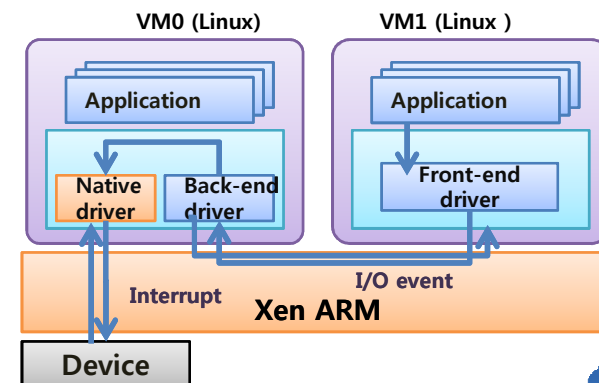 VM0 (Linux)
VM1 (Linux )
Application
Application
Native
driver
Back-end
driver
Front-end
driver
Interrupt
I/O event
Xen ARM
Device